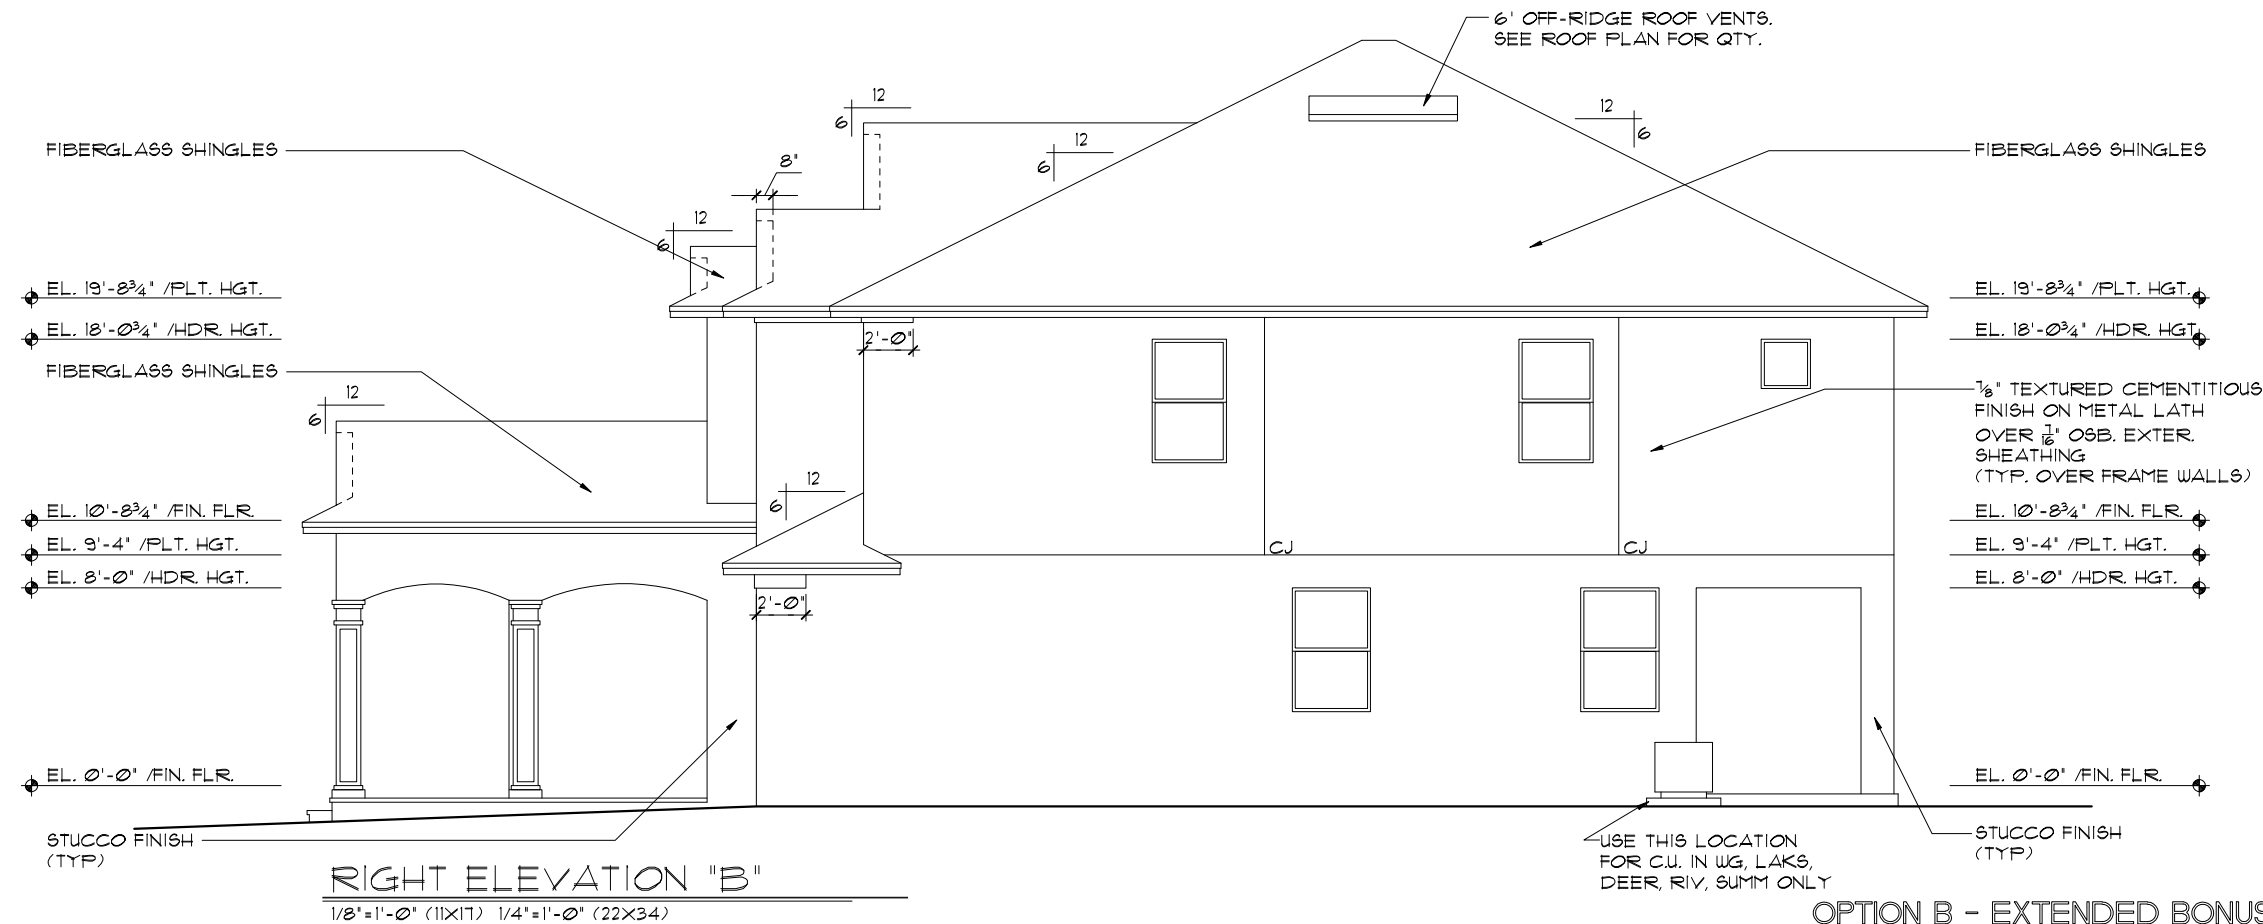 6' OFF-RIDGE ROOF VENTS.
SEE ROOF PLAN FOR QTY.
12
6
12
6
12
6
8"
12
6
FIBERGLASS SHINGLES
FIBERGLASS SHINGLES
EL. 19'-8¾" /PLT. HGT.
EL. 18'-0¾" /HDR. HGT.
FIBERGLASS SHINGLES
12
6
EL. 10'-8¾" /FIN. FLR.
EL. 9'-4" /PLT. HGT.
EL. 8'-0" /HDR. HGT.
EL. 0'-0" /FIN. FLR.
STUCCO FINISH
(TYP)
2'-0"
12
6
2'-0"
CJ
CJ
EL. 19'-8¾" /PLT. HGT.
EL. 18'-0¾" /HDR. HGT.
⅞" TEXTURED CEMENTITIOUS
FINISH ON METAL LATH
OVER 7/16" OSB. EXTER.
SHEATHING
(TYP. OVER FRAME WALLS)
EL. 10'-8¾" /FIN. FLR.
EL. 9'-4" /PLT. HGT.
EL. 8'-0" /HDR. HGT.
EL. 0'-0" /FIN. FLR.
STUCCO FINISH
(TYP)
USE THIS LOCATION
FOR C.U. IN WG, LAKS,
DEER, RIV, SUMM ONLY
RIGHT ELEVATION "B"
1/8"=1'-0" (11X17) 1/4"=1'-0" (22X34)
OPTION B - EXTENDED BONUS